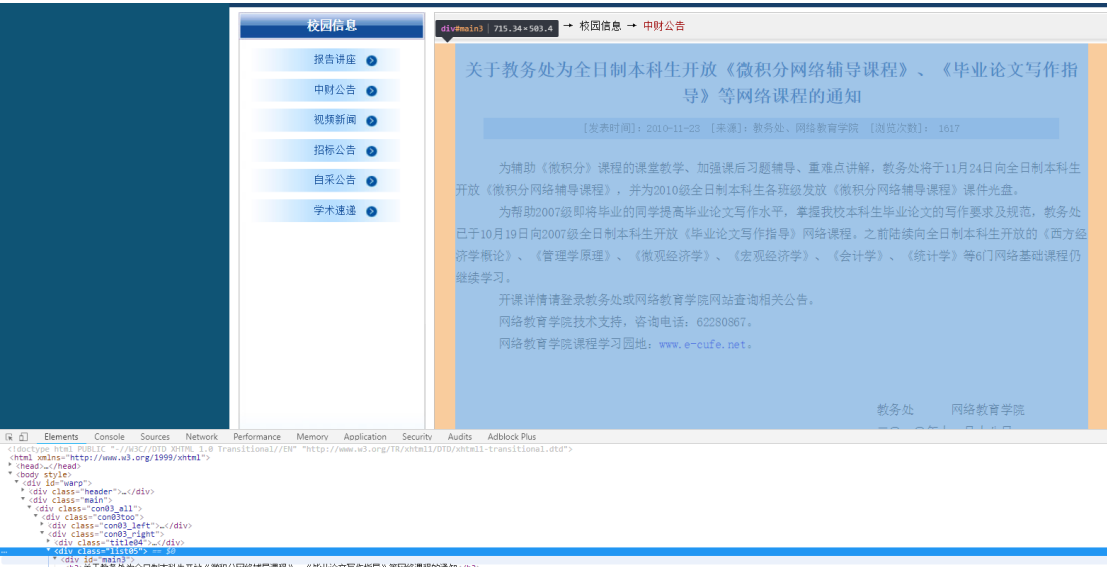 校园信息
报告讲座
中财公告
视频新闻
招标公告
自采公告
学术速递
div#main3 | 715.34×503.4 → 校园信息 → 中财公告
关于教务处为全日制本科生开放《微积分网络辅导课程》、《毕业论文写作指
导》等网络课程的通知
[发表时间]：2010-11-23 [来源]：教务处、网络教育学院 [浏览次数]： 1617
为辅助《微积分》课程的课堂教学、加强课后习题辅导、重难点讲解，教务处将于11月24日向全日制本科生
开放《微积分网络辅导课程》，并为2010级全日制本科生各班级发放《微积分网络辅导课程》课件光盘。
为帮助2007级即将毕业的同学提高毕业论文写作水平，掌握我校本科生毕业论文的写作要求及规范，教务处
已于10月19日向2007级全日制本科生开放《毕业论文写作指导》网络课程。之前陆续向全日制本科生开放的《西方经
济学概论》、《管理学原理》、《微观经济学》、《宏观经济学》、《会计学》、《统计学》等6门网络基础课程仍
继续学习。
开课详情请登录教务处或网络教育学院网站查询相关公告。
网络教育学院技术支持，咨询电话：62280867。
网络教育学院课程学习园地：www.e-cufe.net。
教务处 网络教育学院
Elements Console Sources Network Performance Memory Application Security Audits Adblock Plus
<!doctype html PUBLIC "-//W3C//DTD XHTML 1.0 Transitional//EN" "http://www.w3.org/TR/xhtml1/DTD/xhtml1-transitional.dtd">
<html xmlns="http://www.w3.org/1999/xhtml">
<head>…</head>
<body style>
<div id="warp">
<div class="header">…</div>
<div class="main">
<div class="con03_all">
<div class="con03too">
<div class="con03_left">…</div>
<div class="con03_right">
<div class="title04">…</div>
<div class="list05"> == $0
<div id="main3">